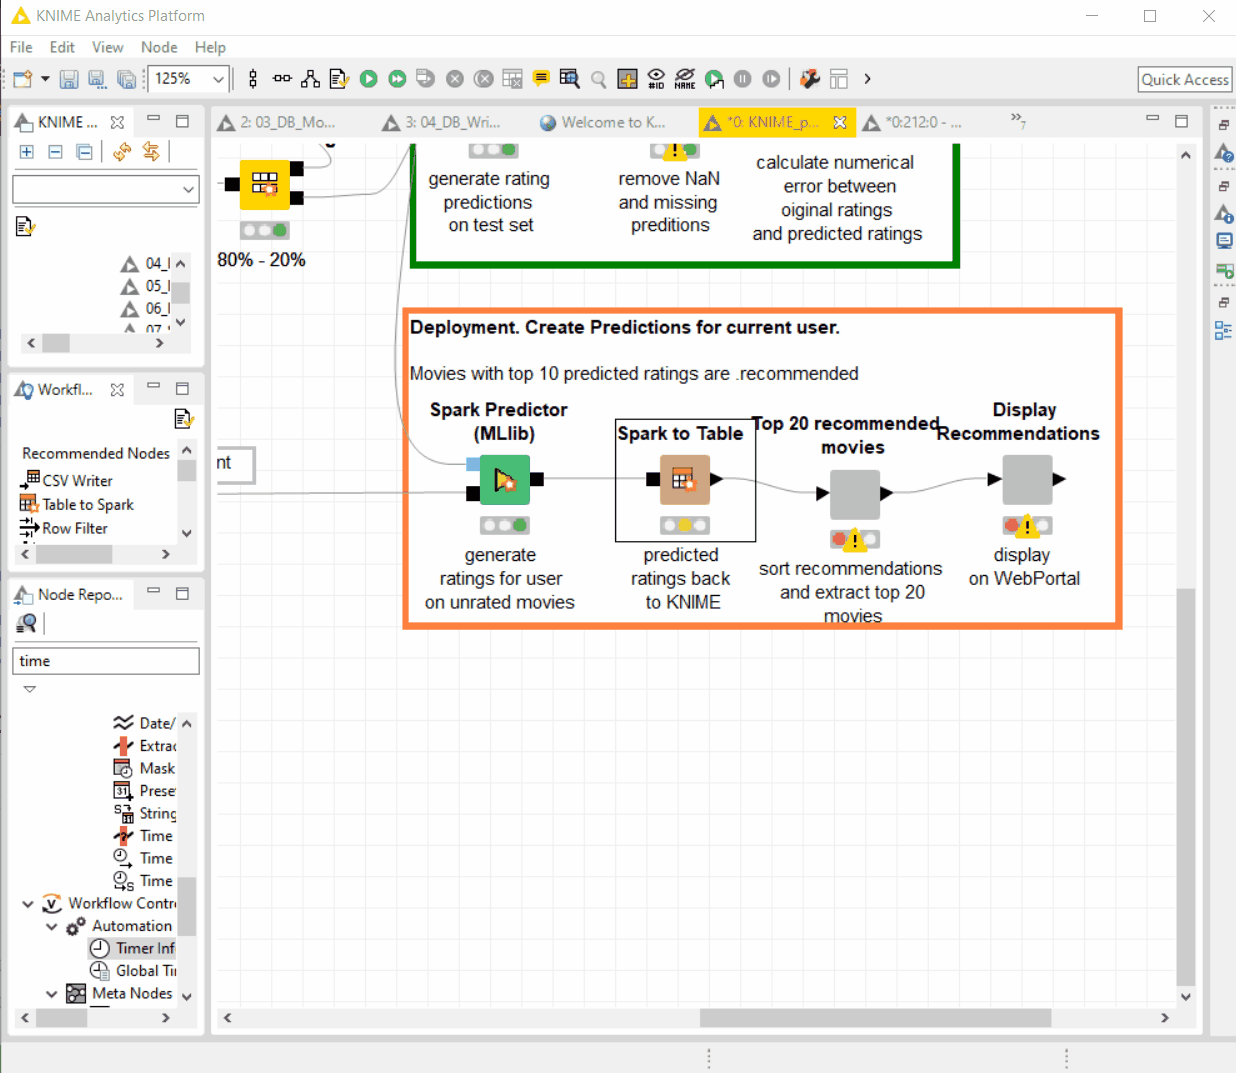 KNIME Analytics Platform
File Edit View Node Help
125%
#ID
NAME
Quick Access
KNIME ...
2: 03_DB_Mo...
3: 04_DB_Wri...
Welcome to K...
*0: KNIME_p...
*0:212:0 - ...
»7
04_
05_
06_
80% - 20%
generate rating
predictions
on test set
remove NaN
and missing
preditions
calculate numerical
error between
oiginal ratings
and predicted ratings
Workfl...
Recommended Nodes
CSV Writer
Table to Spark
Row Filter
nt
Deployment. Create Predictions for current user.
Movies with top 10 predicted ratings are .recommended
Spark Predictor
(MLlib)
generate
ratings for user
on unrated movies
Spark to Table
predicted
ratings back
to KNIME
Top 20 recommended
movies
sort recommendations
and extract top 20
movies
Display
Recommendations
display
on WebPortal
Node Repo...
time
Date/
Extrac
Mask
Prese
String
Time
Time
Time
Workflow Contr
Automation
Timer Inf
Global Ti
Meta Nodes